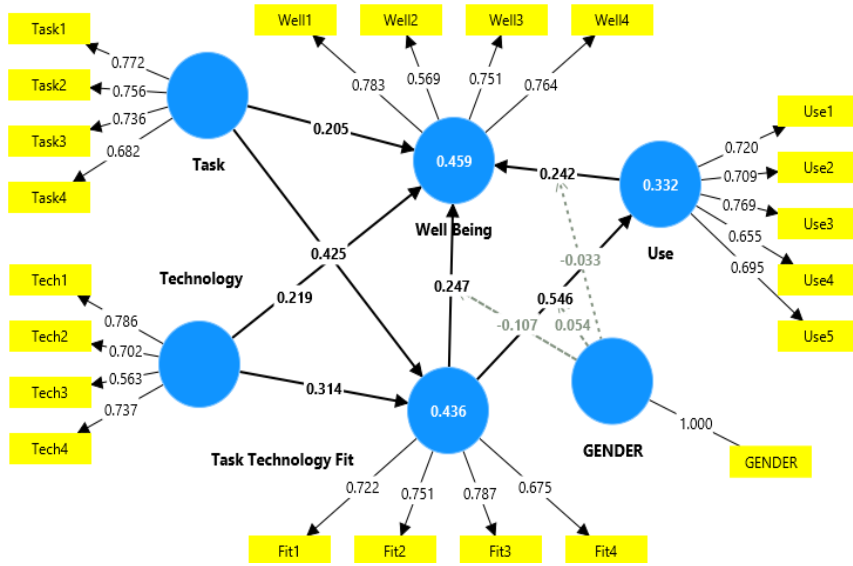 Task1
Task2
Task3
Task4
0.772
0.756
0.736
0.682
Task
Well1
Well2
Well3
Well4
0.783
0.569
0.751
0.764
0.459
Well Being
0.205
0.425
0.219
0.247
0.242
Use1
Use2
Use3
Use4
Use5
0.720
0.709
0.769
0.655
0.695
0.332
Use
Technology
Tech1
Tech2
Tech3
Tech4
0.786
0.702
0.563
0.737
0.314
0.546
-0.033
-0.107
0.054
0.436
Task Technology Fit
0.722
0.751
0.787
0.675
Fit1
Fit2
Fit3
Fit4
GENDER
1.000
GENDER